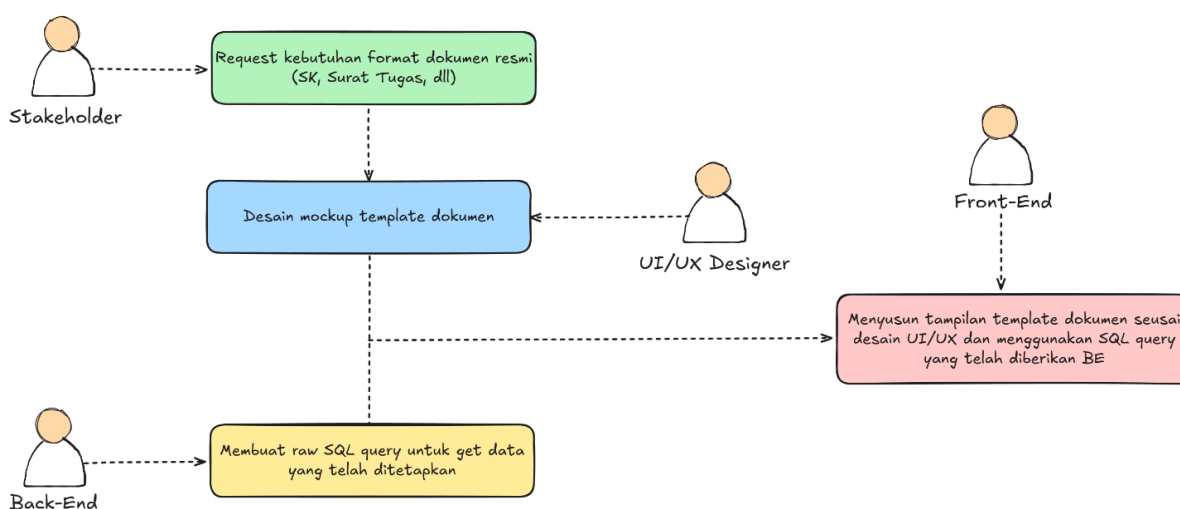 Stakeholder
Request kebutuhan format dokumen resmi
(SK, Surat Tugas, dll)
Desain mockup template dokumen
UI/UX Designer
Front-End
Menyusun tampilan template dokumen seusai
desain UI/UX dan menggunakan SQL query
yang telah diberikan BE
Back-End
Membuat raw SQL query untuk get data
yang telah ditetapkan